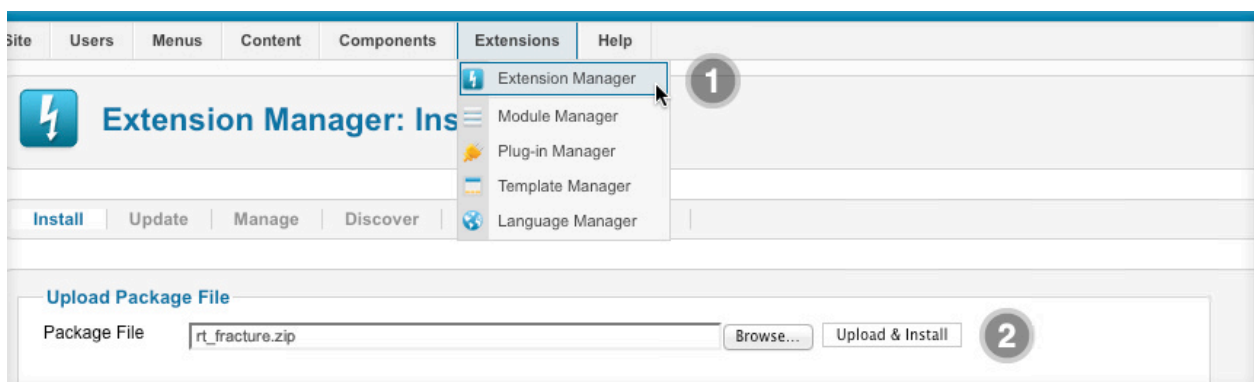 Site Users Menus Content Components Extensions Help
Extension Manager 1
Extension Manager: Ins
Module Manager
Plug-in Manager
Template Manager
Install Update Manage Discover Language Manager
Upload Package File
Package File rt_fracture.zip Browse... Upload & Install 2